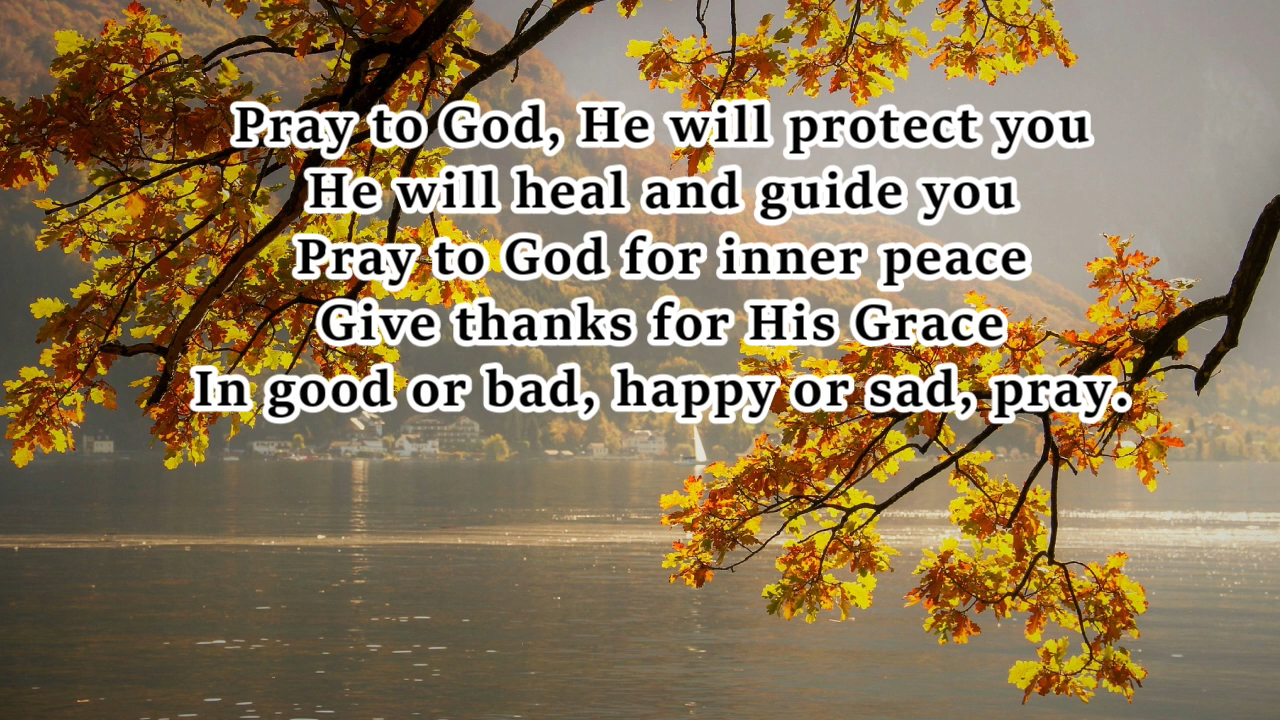 Pray to God, He will protect you
He will heal and guide you
Pray to God for inner peace
Give thanks for His Grace
In good or bad, happy or sad, pray.